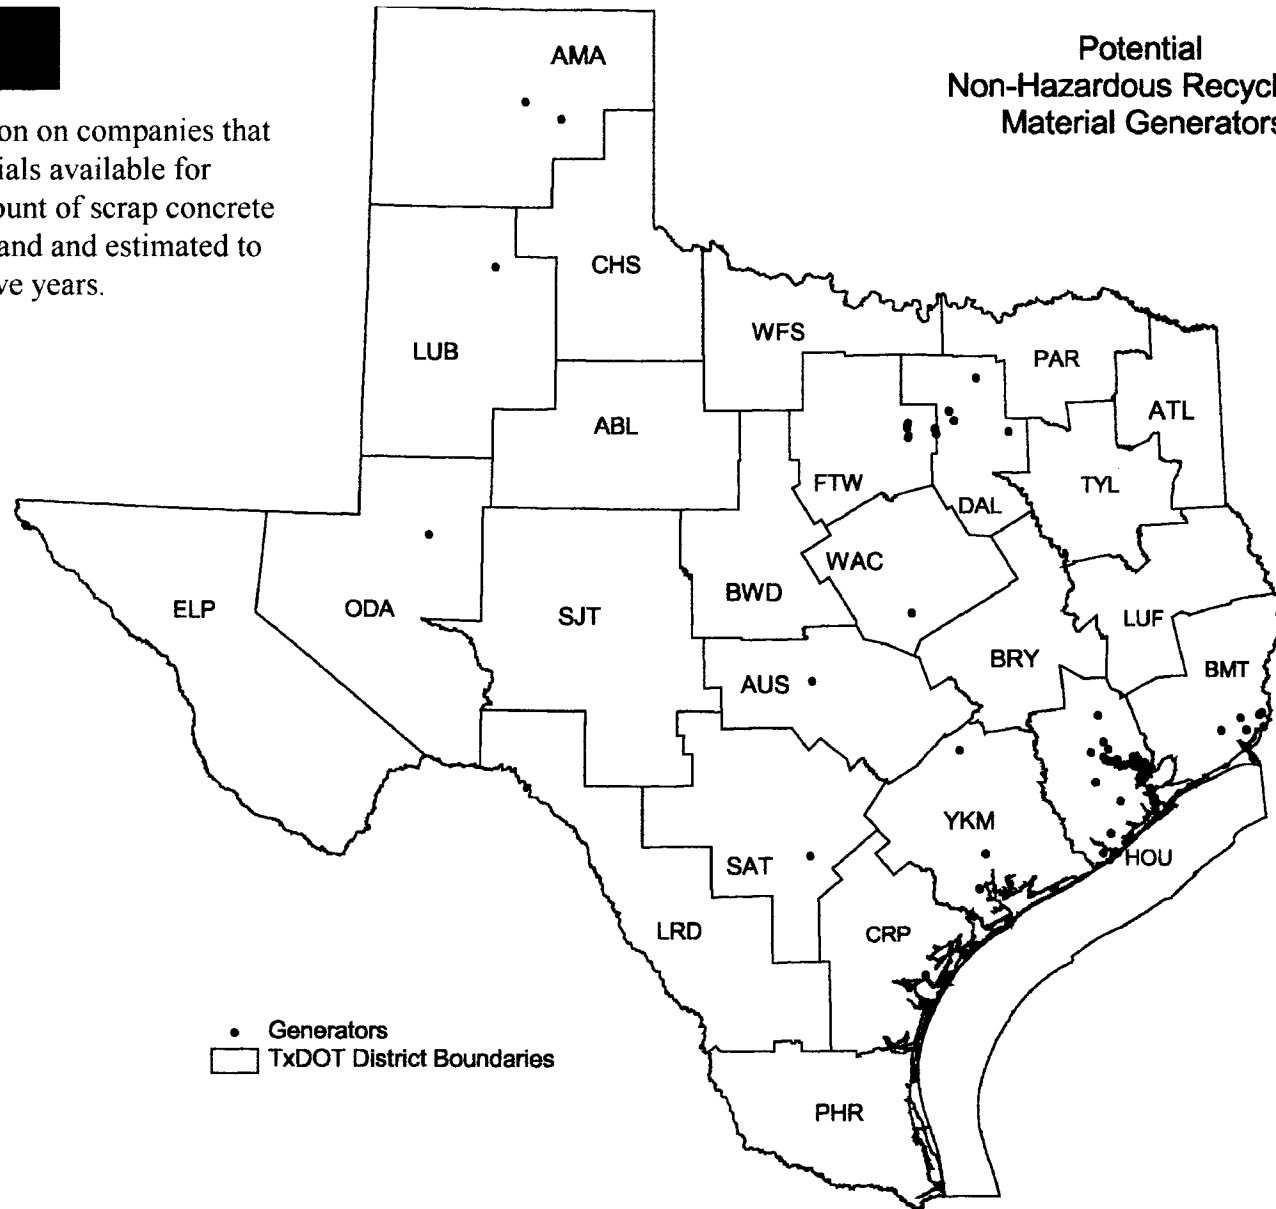 Potential
Non-Hazardous Recycl
Material Generators
on on companies that
ials available for
ount of scrap concrete
and and estimated to
ve years.
AMA
CHS
LUB
WFS
PAR
ATL
ABL
FTW
DAL
TYL
WAC
ELP
ODA
SJT
BWD
LUF
BRY
BMT
AUS
YKM
HOU
SAT
LRD
CRP
Generators
TxDOT District Boundaries
PHR